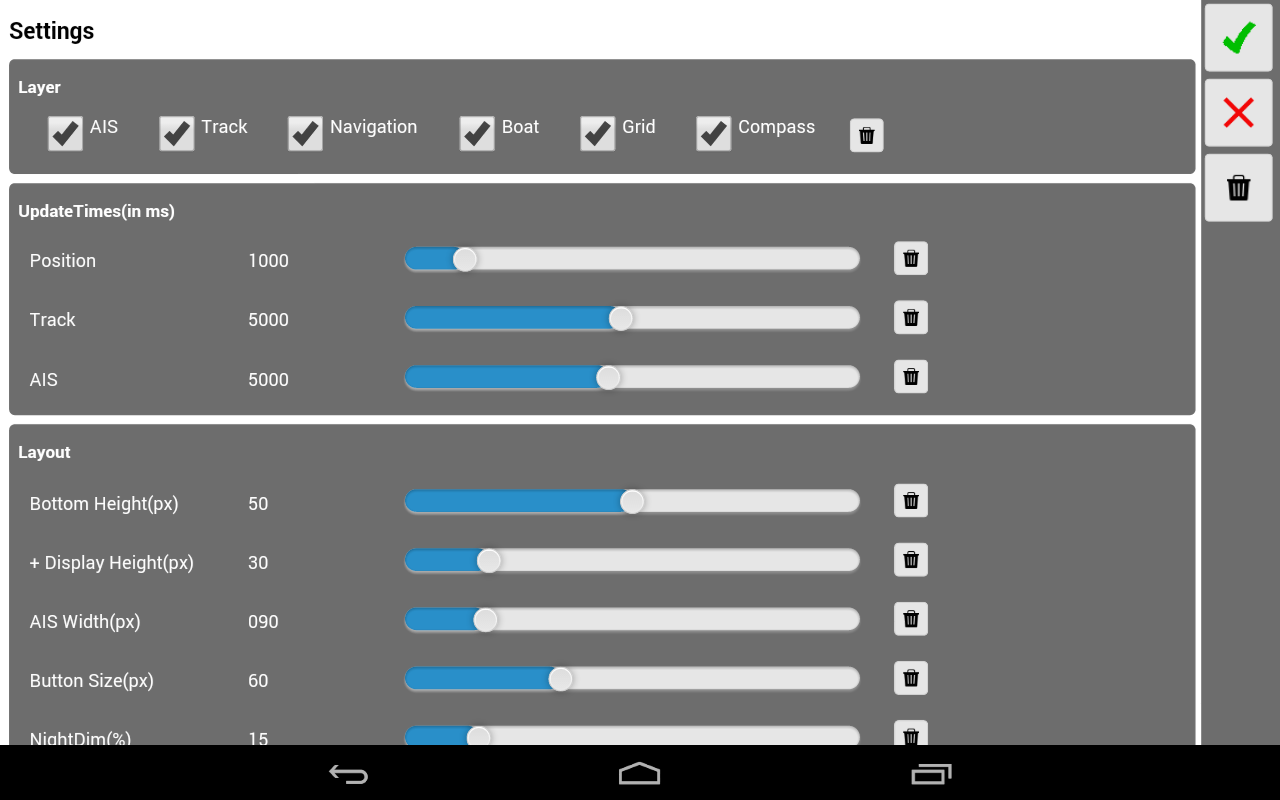 Settings
Layer
AIS Track Navigation Boat Grid Compass
UpdateTimes(in ms)
Position 1000
Track 5000
AIS 5000
Layout
Bottom Height(px) 50
+ Display Height(px) 30
AIS Width(px) 090
Button Size(px) 60
NightDim(%) 15